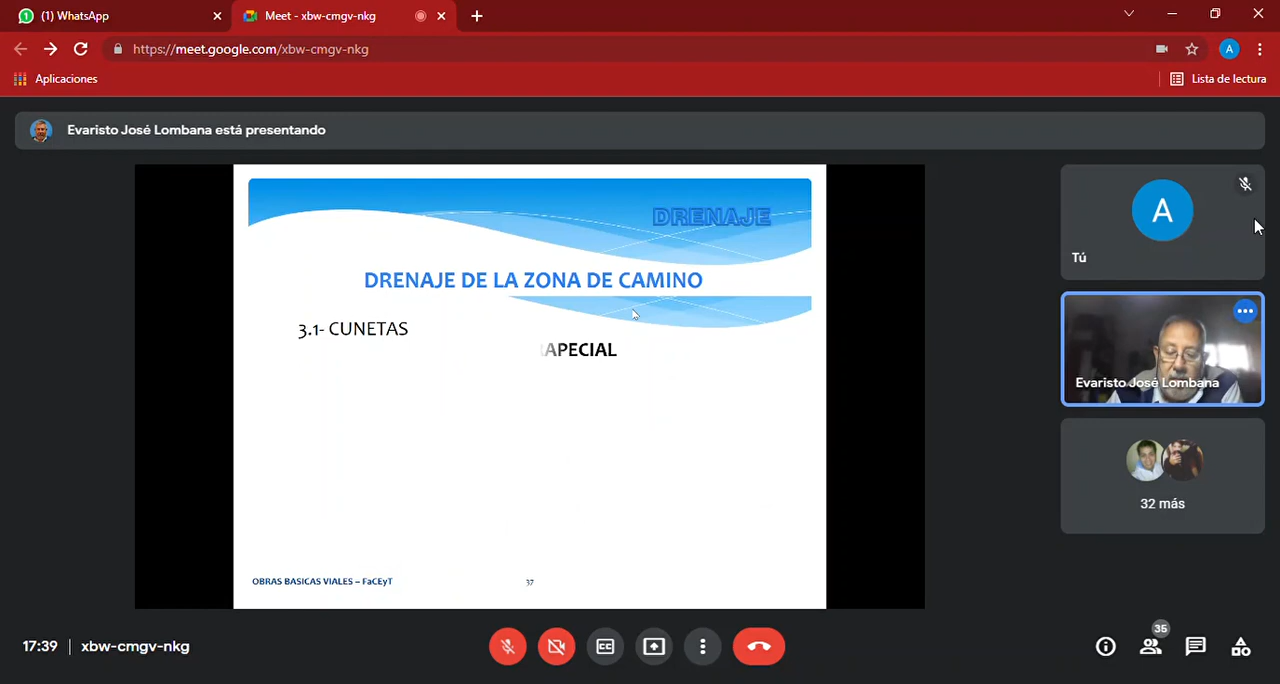 (1) WhatsApp
Meet - xbw-cmgv-nkg
https://meet.google.com/xbw-cmgv-nkg
A
Aplicaciones
Lista de lectura
Evaristo José Lombana está presentando
DRENAJE
DRENAJE DE LA ZONA DE CAMINO
3.1- CUNETAS
APECIAL
OBRAS BASICAS VIALES – FaCEyT
37
A
Tú
Evaristo José Lombana
32 más
17:39
xbw-cmgv-nkg
CC
35